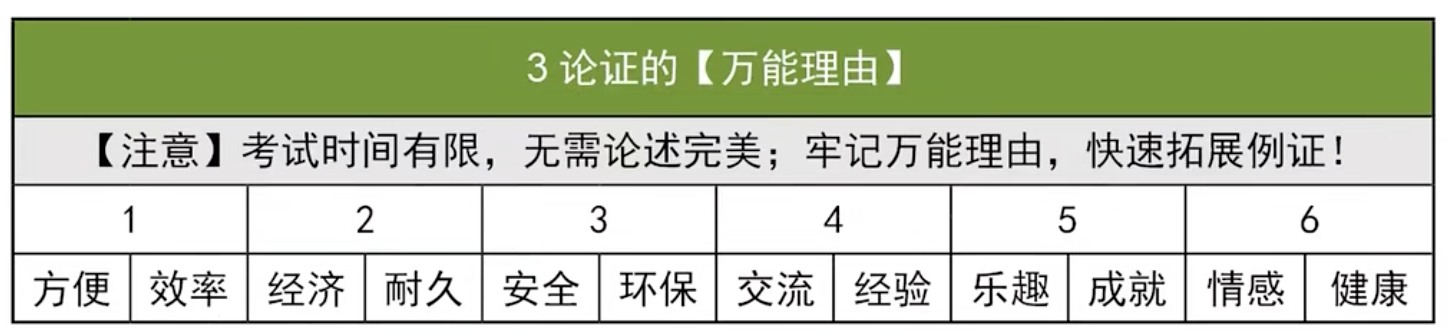 3 论证的【万能理由】
【注意】考试时间有限，无需论述完美；牢记万能理由，快速拓展例证！
1 2 3 4 5 6
方便 效率 经济 耐久 安全 环保 交流 经验 乐趣 成就 情感 健康